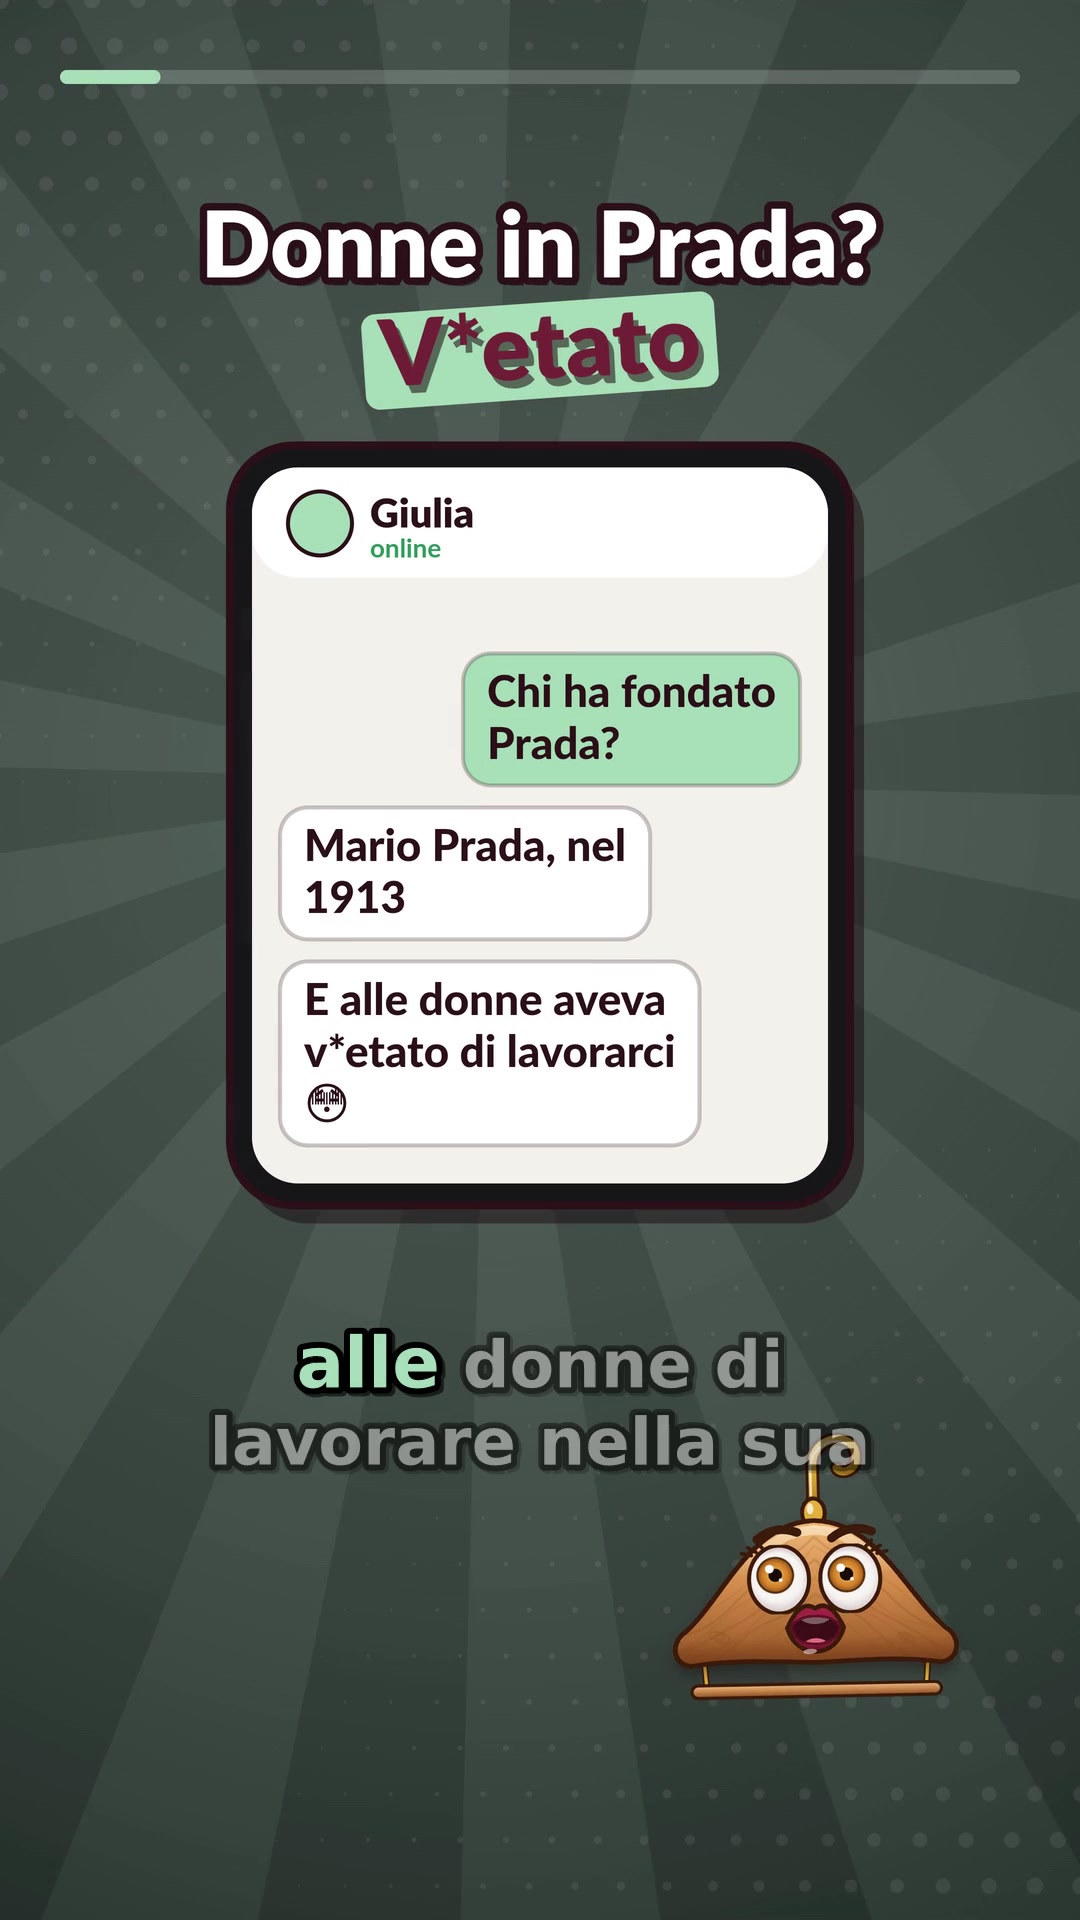 Donne in Prada?
V*etato
Giulia
online
Chi ha fondato
Prada?
Mario Prada, nel
1913
E alle donne aveva
v*etato di lavorarci
😳
alle donne di
lavorare nella sua